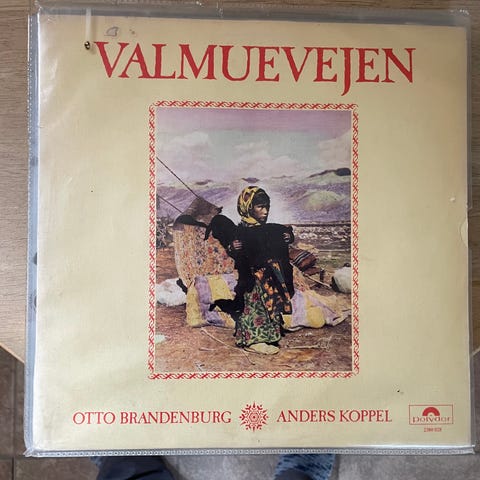 VALMUEVEJEN
OTTO BRANDENBURG ANDERS KOPPEL
polydor